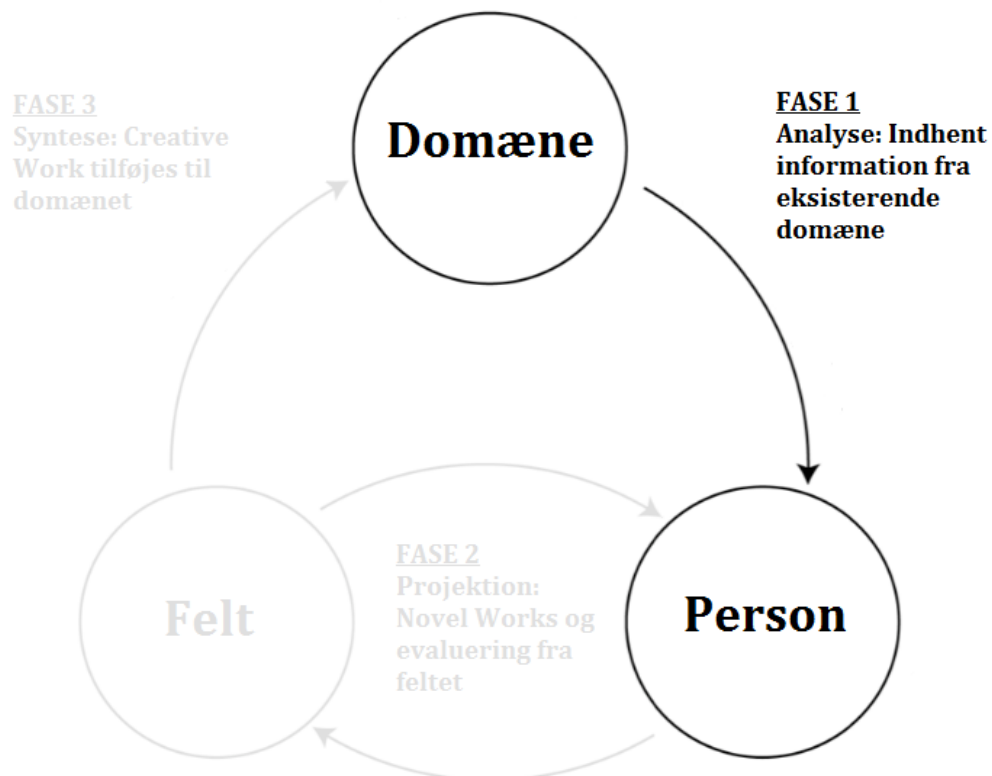 Domæne
FASE 1
Analyse: Indhent
information fra
eksisterende
domæne
FASE 3
Syntese: Creative
Work tilføjes til
domænet
FASE 2
Projektion:
Novel Works og
evaluering fra
feltet
Felt
Person